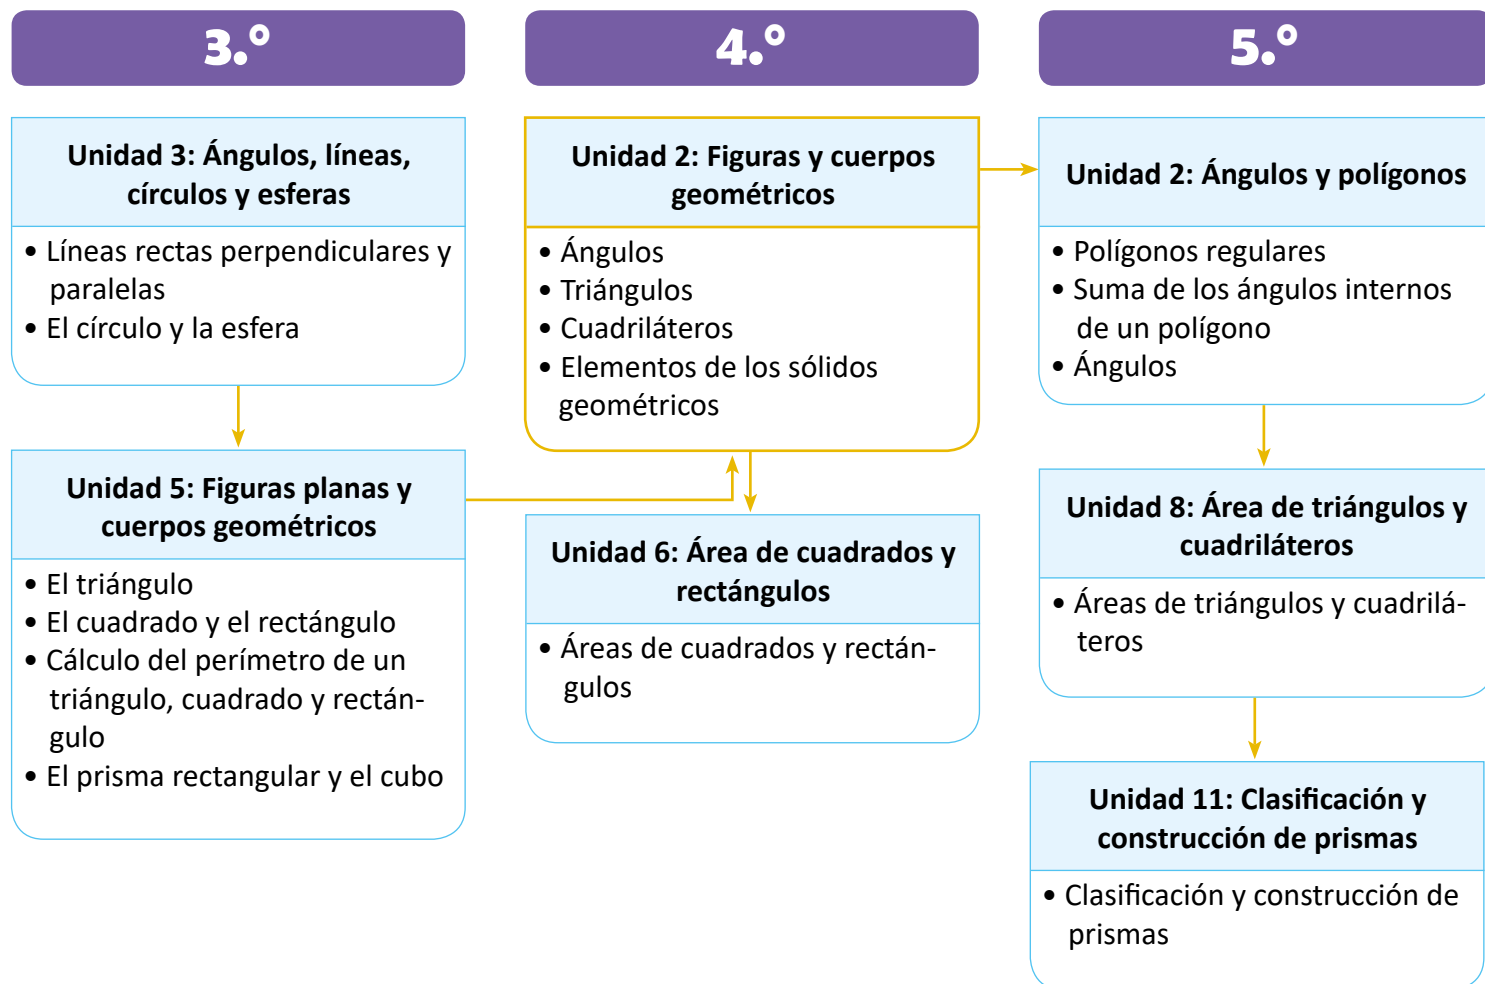 3.º
Unidad 3: Ángulos, líneas,
círculos y esferas
• Líneas rectas perpendiculares y
paralelas
• El círculo y la esfera
Unidad 5: Figuras planas y
cuerpos geométricos
• El triángulo
• El cuadrado y el rectángulo
• Cálculo del perímetro de un
triángulo, cuadrado y rectán-
gulo
• El prisma rectangular y el cubo
4.º
Unidad 2: Figuras y cuerpos
geométricos
• Ángulos
• Triángulos
• Cuadriláteros
• Elementos de los sólidos
geométricos
Unidad 6: Área de cuadrados y
rectángulos
• Áreas de cuadrados y rectán-
gulos
5.º
Unidad 2: Ángulos y polígonos
• Polígonos regulares
• Suma de los ángulos internos
de un polígono
• Ángulos
Unidad 8: Área de triángulos y
cuadriláteros
• Áreas de triángulos y cuadrilá-
teros
Unidad 11: Clasificación y
construcción de prismas
• Clasificación y construcción de
prismas